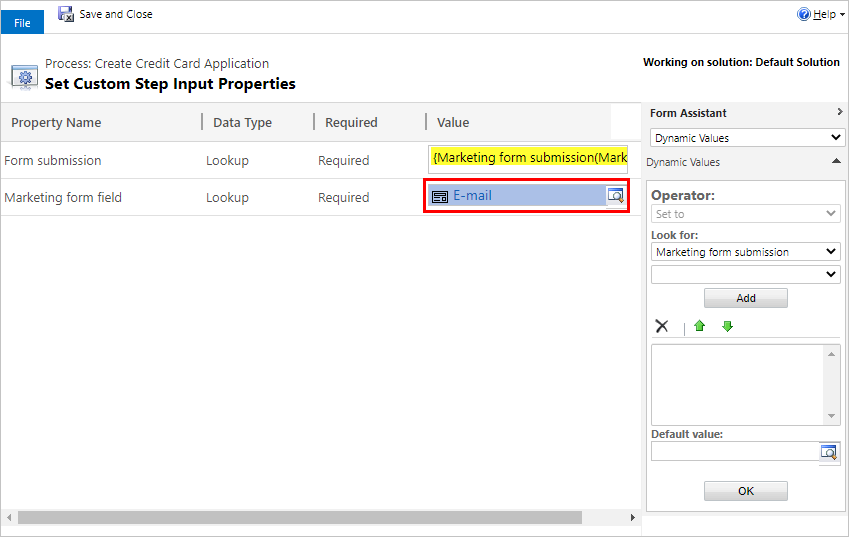 File
Save and Close
Help
Process: Create Credit Card Application
Set Custom Step Input Properties
Working on solution: Default Solution
Property Name Data Type Required Value
Form submission Lookup Required {Marketing form submission(Mark
Marketing form field Lookup Required E-mail
Form Assistant
Dynamic Values
Dynamic Values
Operator:
Set to
Look for:
Marketing form submission
Add
Default value:
OK